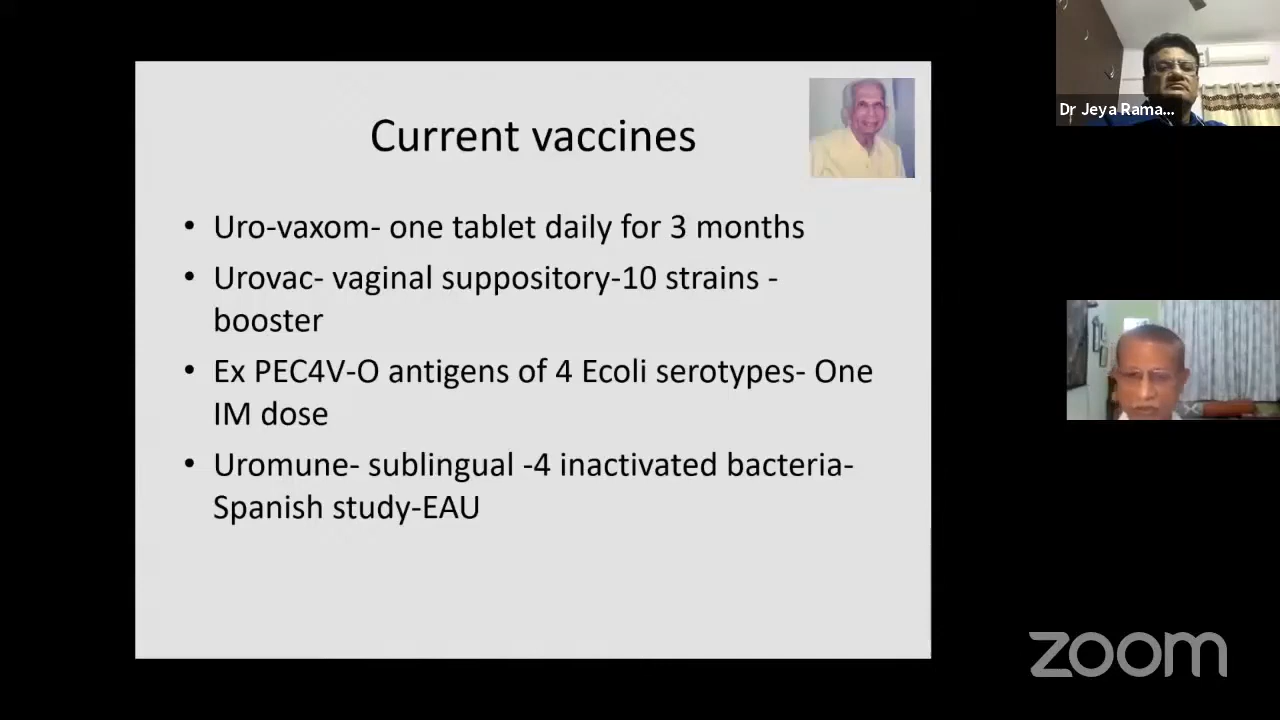 Current vaccines
• Uro-vaxom- one tablet daily for 3 months
• Urovac- vaginal suppository-10 strains -
booster
• Ex PEC4V-O antigens of 4 Ecoli serotypes- One
IM dose
• Uromune- sublingual -4 inactivated bacteria-
Spanish study-EAU
Dr Jeya Rama...
zoom